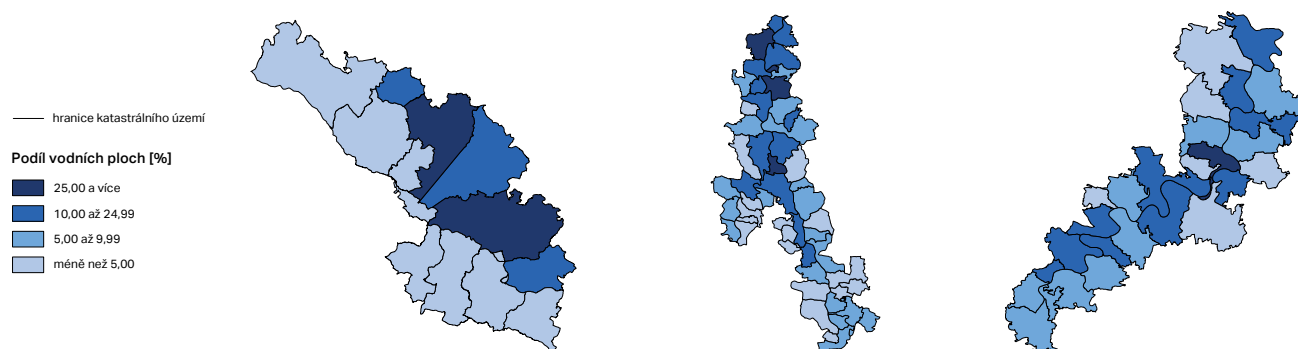 hranice katastrálního území
Podíl vodních ploch [%]
25,00 a více
10,00 až 24,99
5,00 až 9,99
méně než 5,00